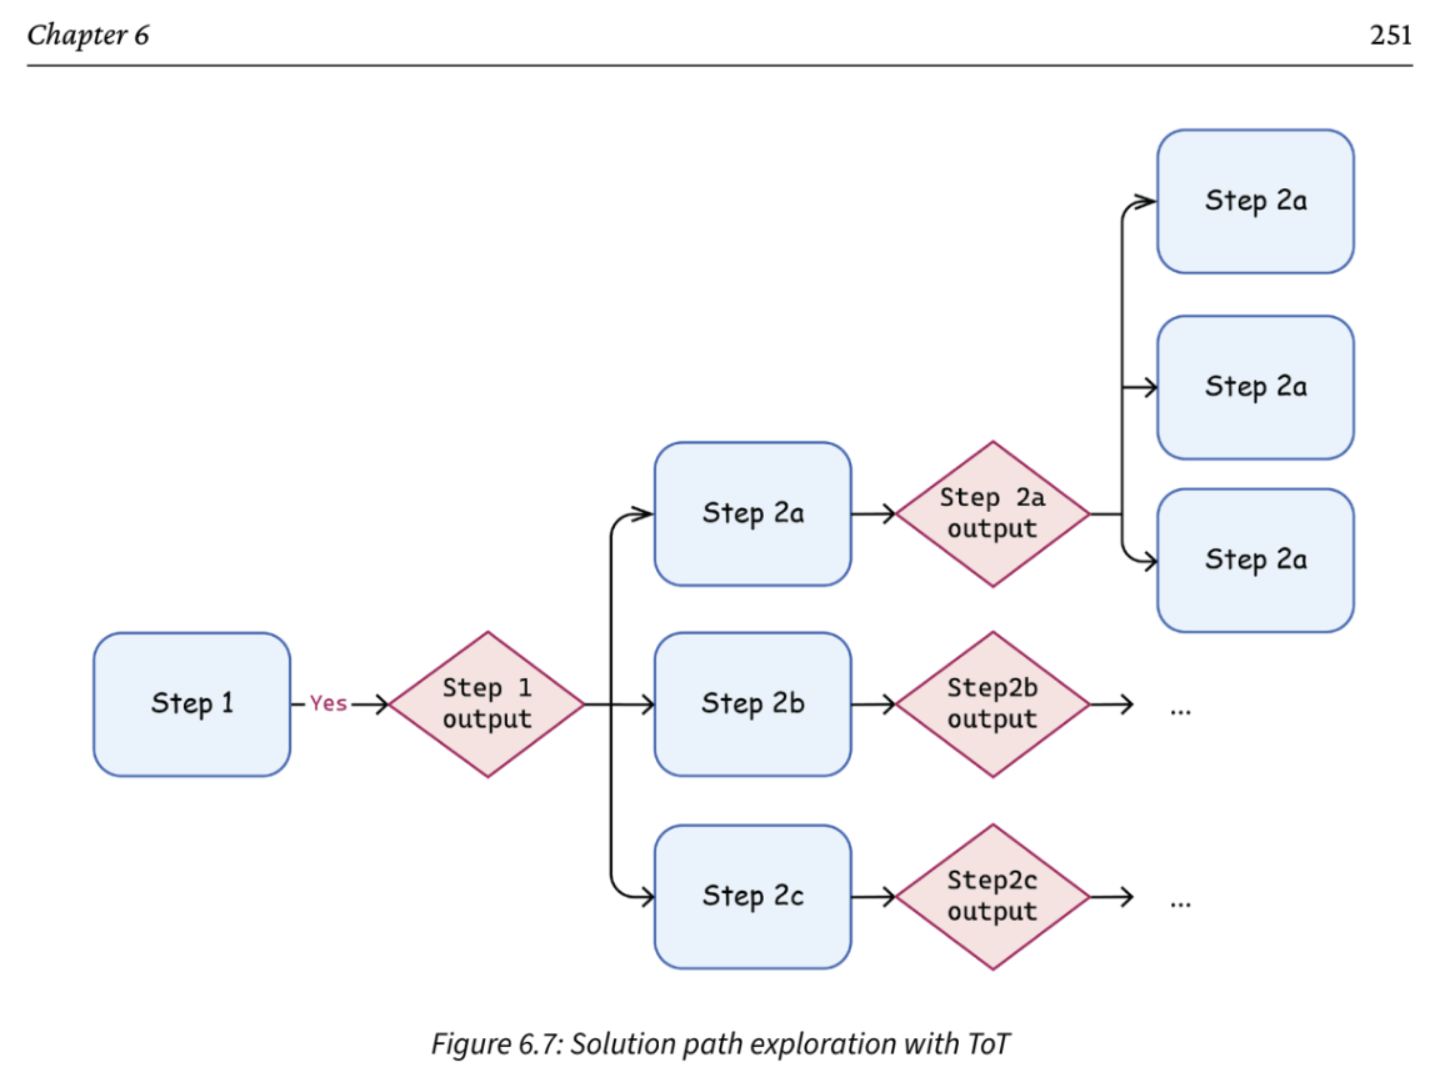 Chapter 6
251
Step 2a
Step 2a
Step 2a
Step 2a
Step 2a
output
Step 1
Yes
Step 1
output
Step 2b
Step2b
output
...
Step 2c
Step2c
output
...
Figure 6.7: Solution path exploration with ToT